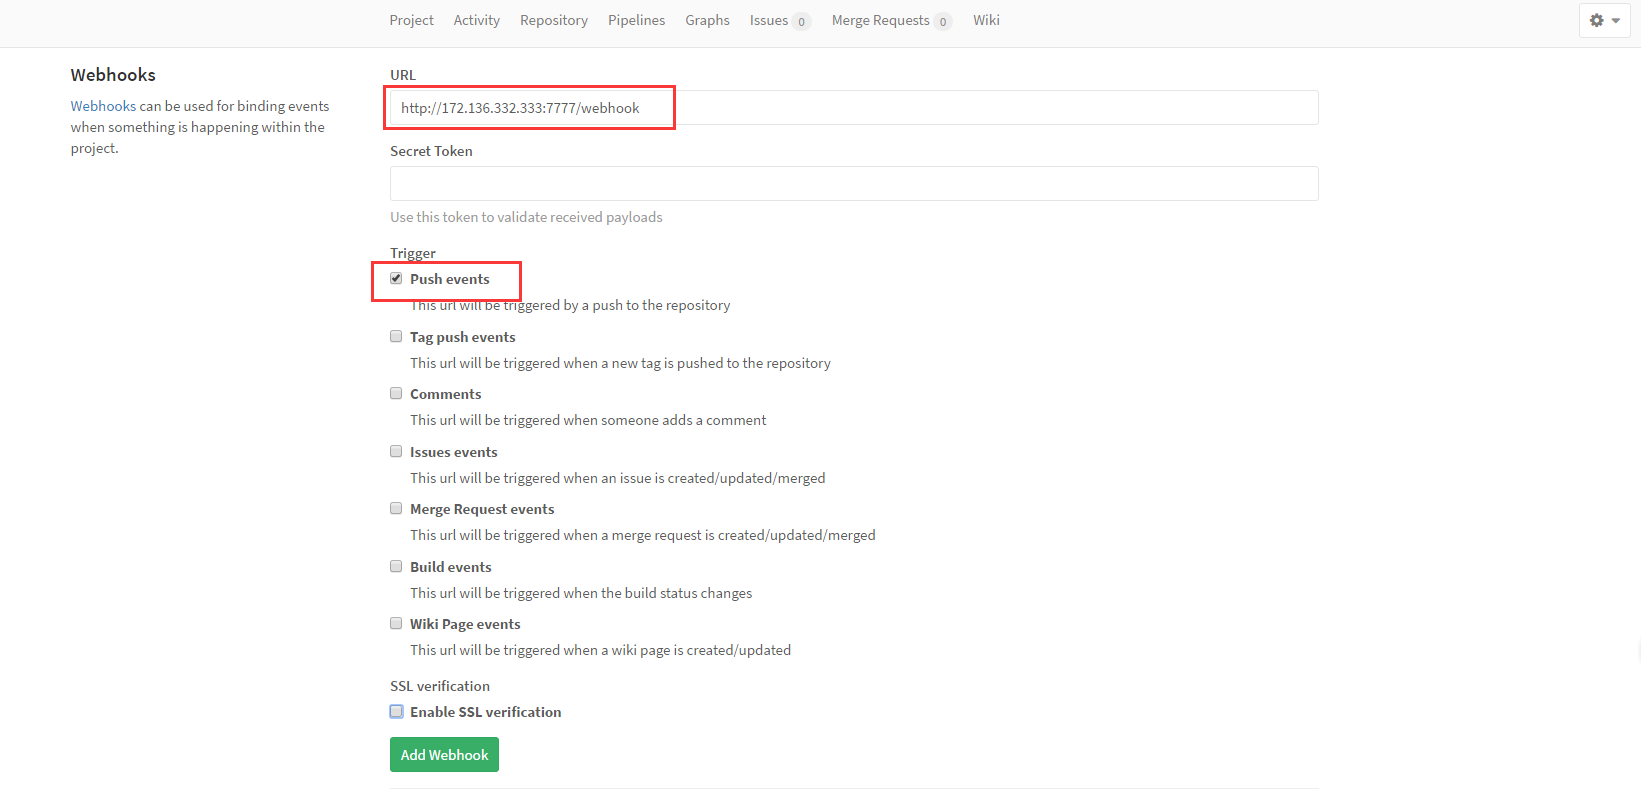 Project Activity Repository Pipelines Graphs Issues 0 Merge Requests 0 Wiki
Webhooks
Webhooks can be used for binding events
when something is happening within the
project.
URL
http://172.136.332.333:7777/webhook
Secret Token
Use this token to validate received payloads
Trigger
Push events
This url will be triggered by a push to the repository
Tag push events
This url will be triggered when a new tag is pushed to the repository
Comments
This url will be triggered when someone adds a comment
Issues events
This url will be triggered when an issue is created/updated/merged
Merge Request events
This url will be triggered when a merge request is created/updated/merged
Build events
This url will be triggered when the build status changes
Wiki Page events
This url will be triggered when a wiki page is created/updated
SSL verification
Enable SSL verification
Add Webhook